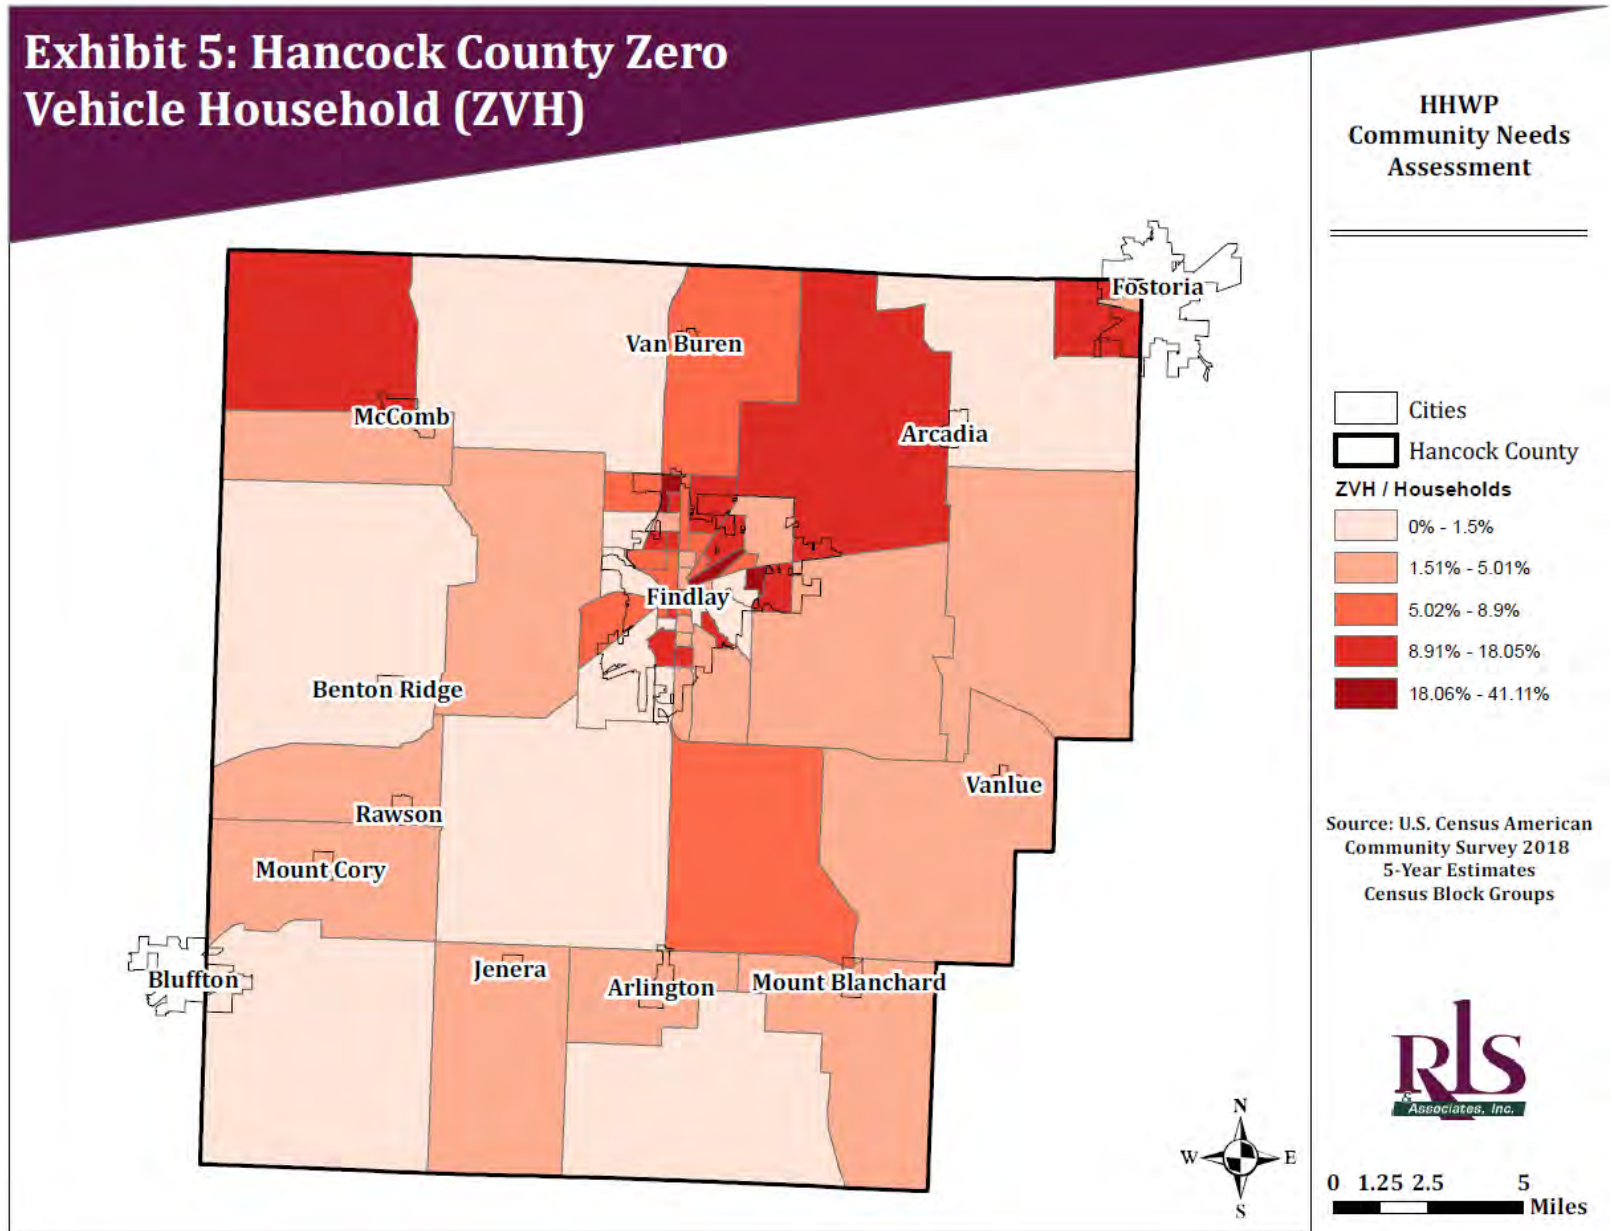 Exhibit 5: Hancock County Zero
Vehicle Household (ZVH)
HHWP
Community Needs
Assessment
Fostoria
Van Buren
McComb
Arcadia
Findlay
Benton Ridge
Vanlue
Rawson
Mount Cory
Bluffton
Jenera
Arlington
Mount Blanchard
Cities
Hancock County
ZVH / Households
0% - 1.5%
1.51% - 5.01%
5.02% - 8.9%
8.91% - 18.05%
18.06% - 41.11%
Source: U.S. Census American
Community Survey 2018
5-Year Estimates
Census Block Groups
RLS
& Associates, Inc.
N
W E
S
0 1.25 2.5 5
Miles